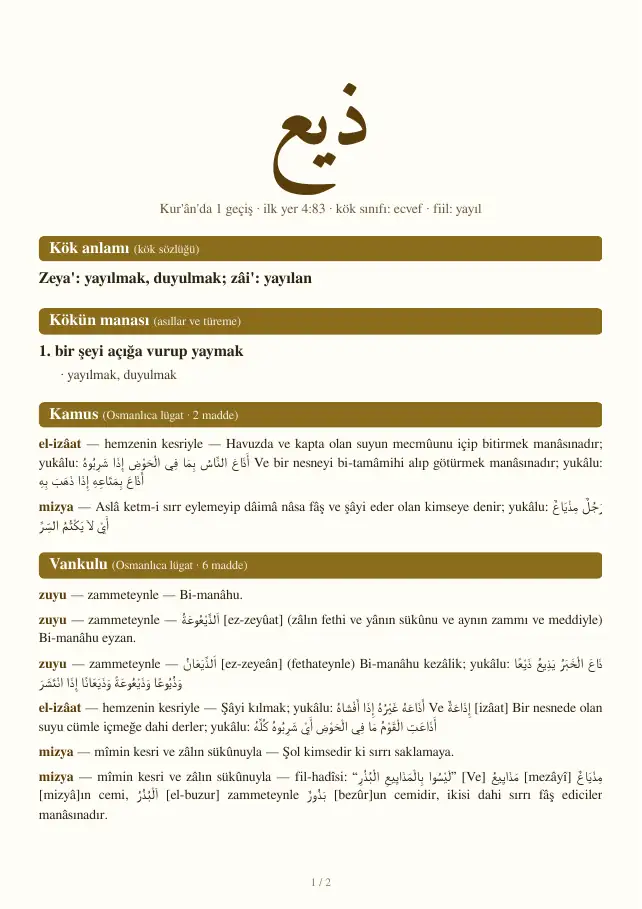 ذيع
Kur'ân'da 1 geçiş · ilk yer 4:83 · kök sınıfı: ecvef · fiil: yayıl
Kök anlamı (kök sözlüğü)
Zeya': yayılmak, duyulmak; zâi': yayılan
Kökün manası (asıllar ve türeme)
1. bir şeyi açığa vurup yaymak
· yayılmak, duyulmak
Kamus (Osmanlıca lügat · 2 madde)
el-izâat — hemzenin kesriyle — Havuzda ve kapta olan suyun mecmûunu içip bitirmek manâsınadır;
yukâlu: أَذَاعَ النَّاسُ بِمَا فِي الْحَوْضِ إِذَا شَرِبُوهُ Ve bir nesneyi bi-tamâmihi alıp götürmek manâsınadır; yukâlu:
أَذَاعَ بِمَتَاعِهِ إِذَا ذَهَبَ بِهِ
mizya — Aslâ ketm-i sırr eylemeyip dâimâ nâsa fâş ve şâyi eder olan kimseye denir; yukâlu: رَجُلٌ مِذْيَاعٌ
أَيْ لاَ يَكْتُمُ السِّرَّ
Vankulu (Osmanlıca lügat · 6 madde)
zuyu — zammeteynle — Bi-manâhu.
zuyu — zammeteynle — اَلذَّيْعُوعَةُ [ez-zeyûat] (zâlın fethi ve yânın sükûnu ve aynın zammı ve meddiyle)
Bi-manâhu eyzan.
zuyu — zammeteynle — اَلذَّيَعَانُ [ez-zeyeân] (fethateynle) Bi-manâhu kezâlik; yukâlu: ذَاعَ الْخَبَرُ يَذِيعُ ذَيْعًا
وَذُيُوعًا وَذَيْعُوعَةً وَذَيَعَانًا إِذَا انْتَشَرَ
el-izâat — hemzenin kesriyle — Şâyi kılmak; yukâlu: أَذَاعَهُ غَيْرُهُ إِذَا أَفْشَاهُ Ve إِذَاعَةٌ [izâat] Bir nesnede olan
suyu cümle içmeğe dahi derler; yukâlu: أَذَاعَتِ الْقَوْمُ مَا فِي الْحَوْضِ أَيْ شَرِبُوهُ كُلَّهُ
mizya — mîmin kesri ve zâlın sükûnuyla — Şol kimsedir ki sırrı saklamaya.
mizya — mîmin kesri ve zâlın sükûnuyla — fil-hadîsi: “لَيْسُوا بِالْمَذَايِيعِ الْبُذُرِ” [Ve] مَذَايِيعُ [mezâyî] مِذْيَاعٌ
[mizyâ]ın cemi, اَلْبُذُرُ [el-buzur] zammeteynle بَذُورٌ [bezûr]un cemidir, ikisi dahi sırrı fâş ediciler
manâsınadır.
1 / 2